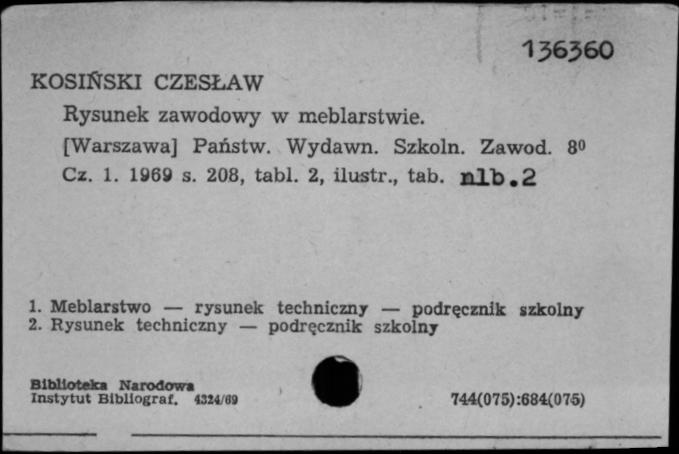 136360
KOSIŃSKI CZESŁAW
Rysunek zawodowy w meblarstwie.
[Warszawa] Państw. Wydawn. Szkoln. Zawod. 8⁰
Cz. 1. 1969 s. 208, tabl. 2, ilustr., tab. nlb.2
1. Meblarstwo — rysunek techniczny — podręcznik szkolny
2. Rysunek techniczny — podręcznik szkolny
Biblioteka Narodowa
Instytut Bibliograf. 4324/69
744(075):684(075)